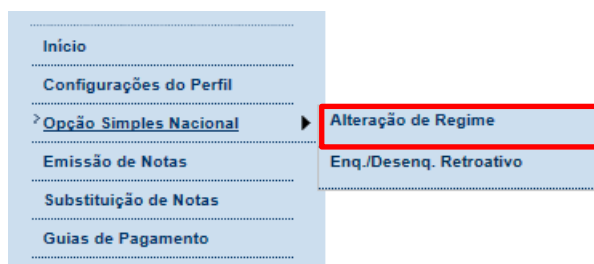 Início
Configurações do Perfil
Opção Simples Nacional
Alteração de Regime
Emissão de Notas
Enq./Desenq. Retroativo
Substituição de Notas
Guias de Pagamento